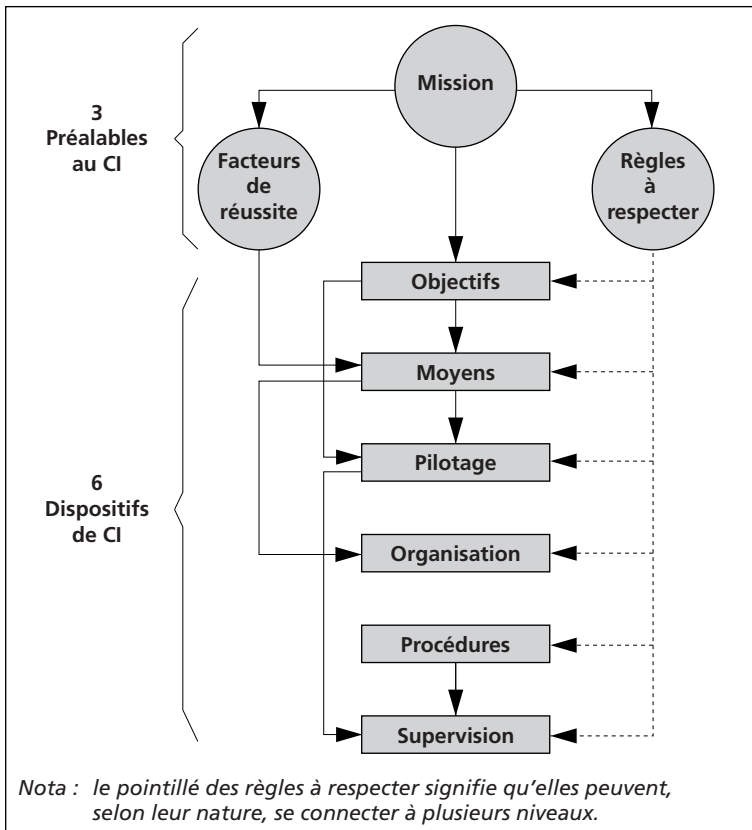 Mission
3
Préalables
au CI
Facteurs
de
réussite
Règles
à
respecter
Objectifs
Moyens
Pilotage
6
Dispositifs
de CI
Organisation
Procédures
Supervision
Nota : le pointillé des règles à respecter signifie qu'elles peuvent,
selon leur nature, se connecter à plusieurs niveaux.